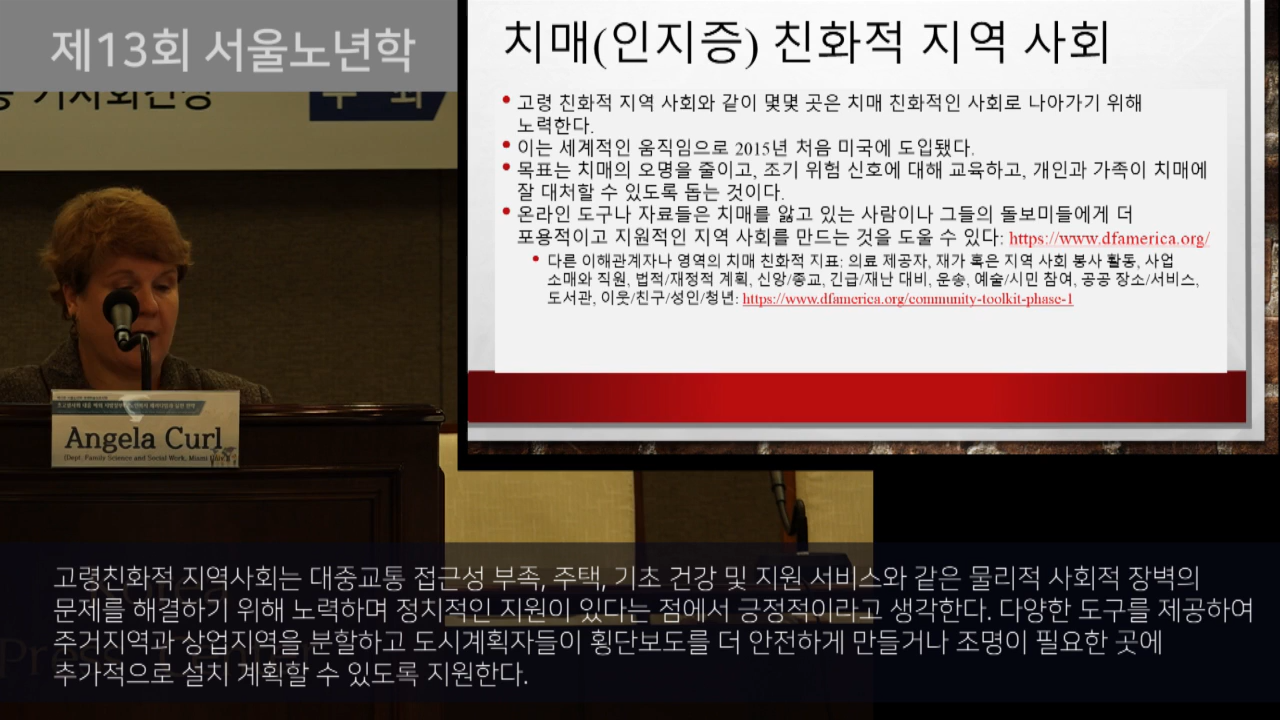 제13회 서울노년학
치매(인지증) 친화적 지역 사회
• 고령 친화적 지역 사회와 같이 몇몇 곳은 치매 친화적인 사회로 나아가기 위해
노력한다.
• 이는 세계적인 움직임으로 2015년 처음 미국에 도입됐다.
• 목표는 치매의 오명을 줄이고, 조기 위험 신호에 대해 교육하고, 개인과 가족이 치매에
잘 대처할 수 있도록 돕는 것이다.
• 온라인 도구나 자료들은 치매를 앓고 있는 사람이나 그들의 돌보미들에게 더
포용적이고 지원적인 지역 사회를 만드는 것을 도울 수 있다: https://www.dfamerica.org/
• 다른 이해관계자나 영역의 치매 친화적 지표: 의료 제공자, 재가 혹은 지역 사회 봉사 활동, 사업
소매와 직원, 법적/재정적 계획, 신앙/종교, 긴급/재난 대비, 운송, 예술/시민 참여, 공공 장소/서비스,
도서관, 이웃/친구/성인/청년: https://www.dfamerica.org/community-toolkit-phase-1
Angela Curl
(Dept. Family Science and Social Work, Miami
고령친화적 지역사회는 대중교통 접근성 부족, 주택, 기초 건강 및 지원 서비스와 같은 물리적 사회적 장벽의
문제를 해결하기 위해 노력하며 정치적인 지원이 있다는 점에서 긍정적이라고 생각한다. 다양한 도구를 제공하여
주거지역과 상업지역을 분할하고 도시계획자들이 횡단보도를 더 안전하게 만들거나 조명이 필요한 곳에
추가적으로 설치 계획할 수 있도록 지원한다.